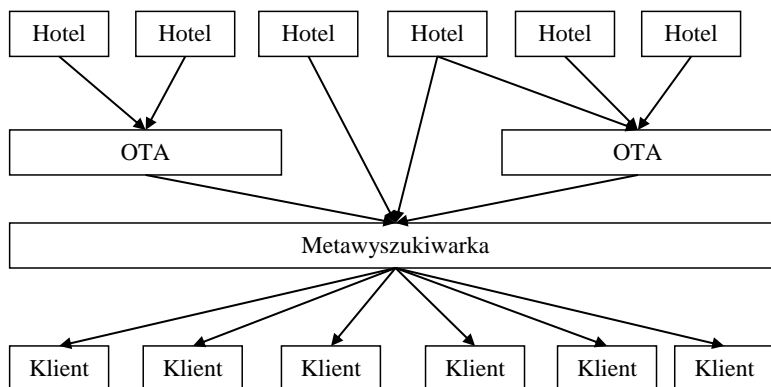 Hotel Hotel Hotel Hotel Hotel Hotel
OTA OTA
Metawyszukiwarka
Klient Klient Klient Klient Klient Klient